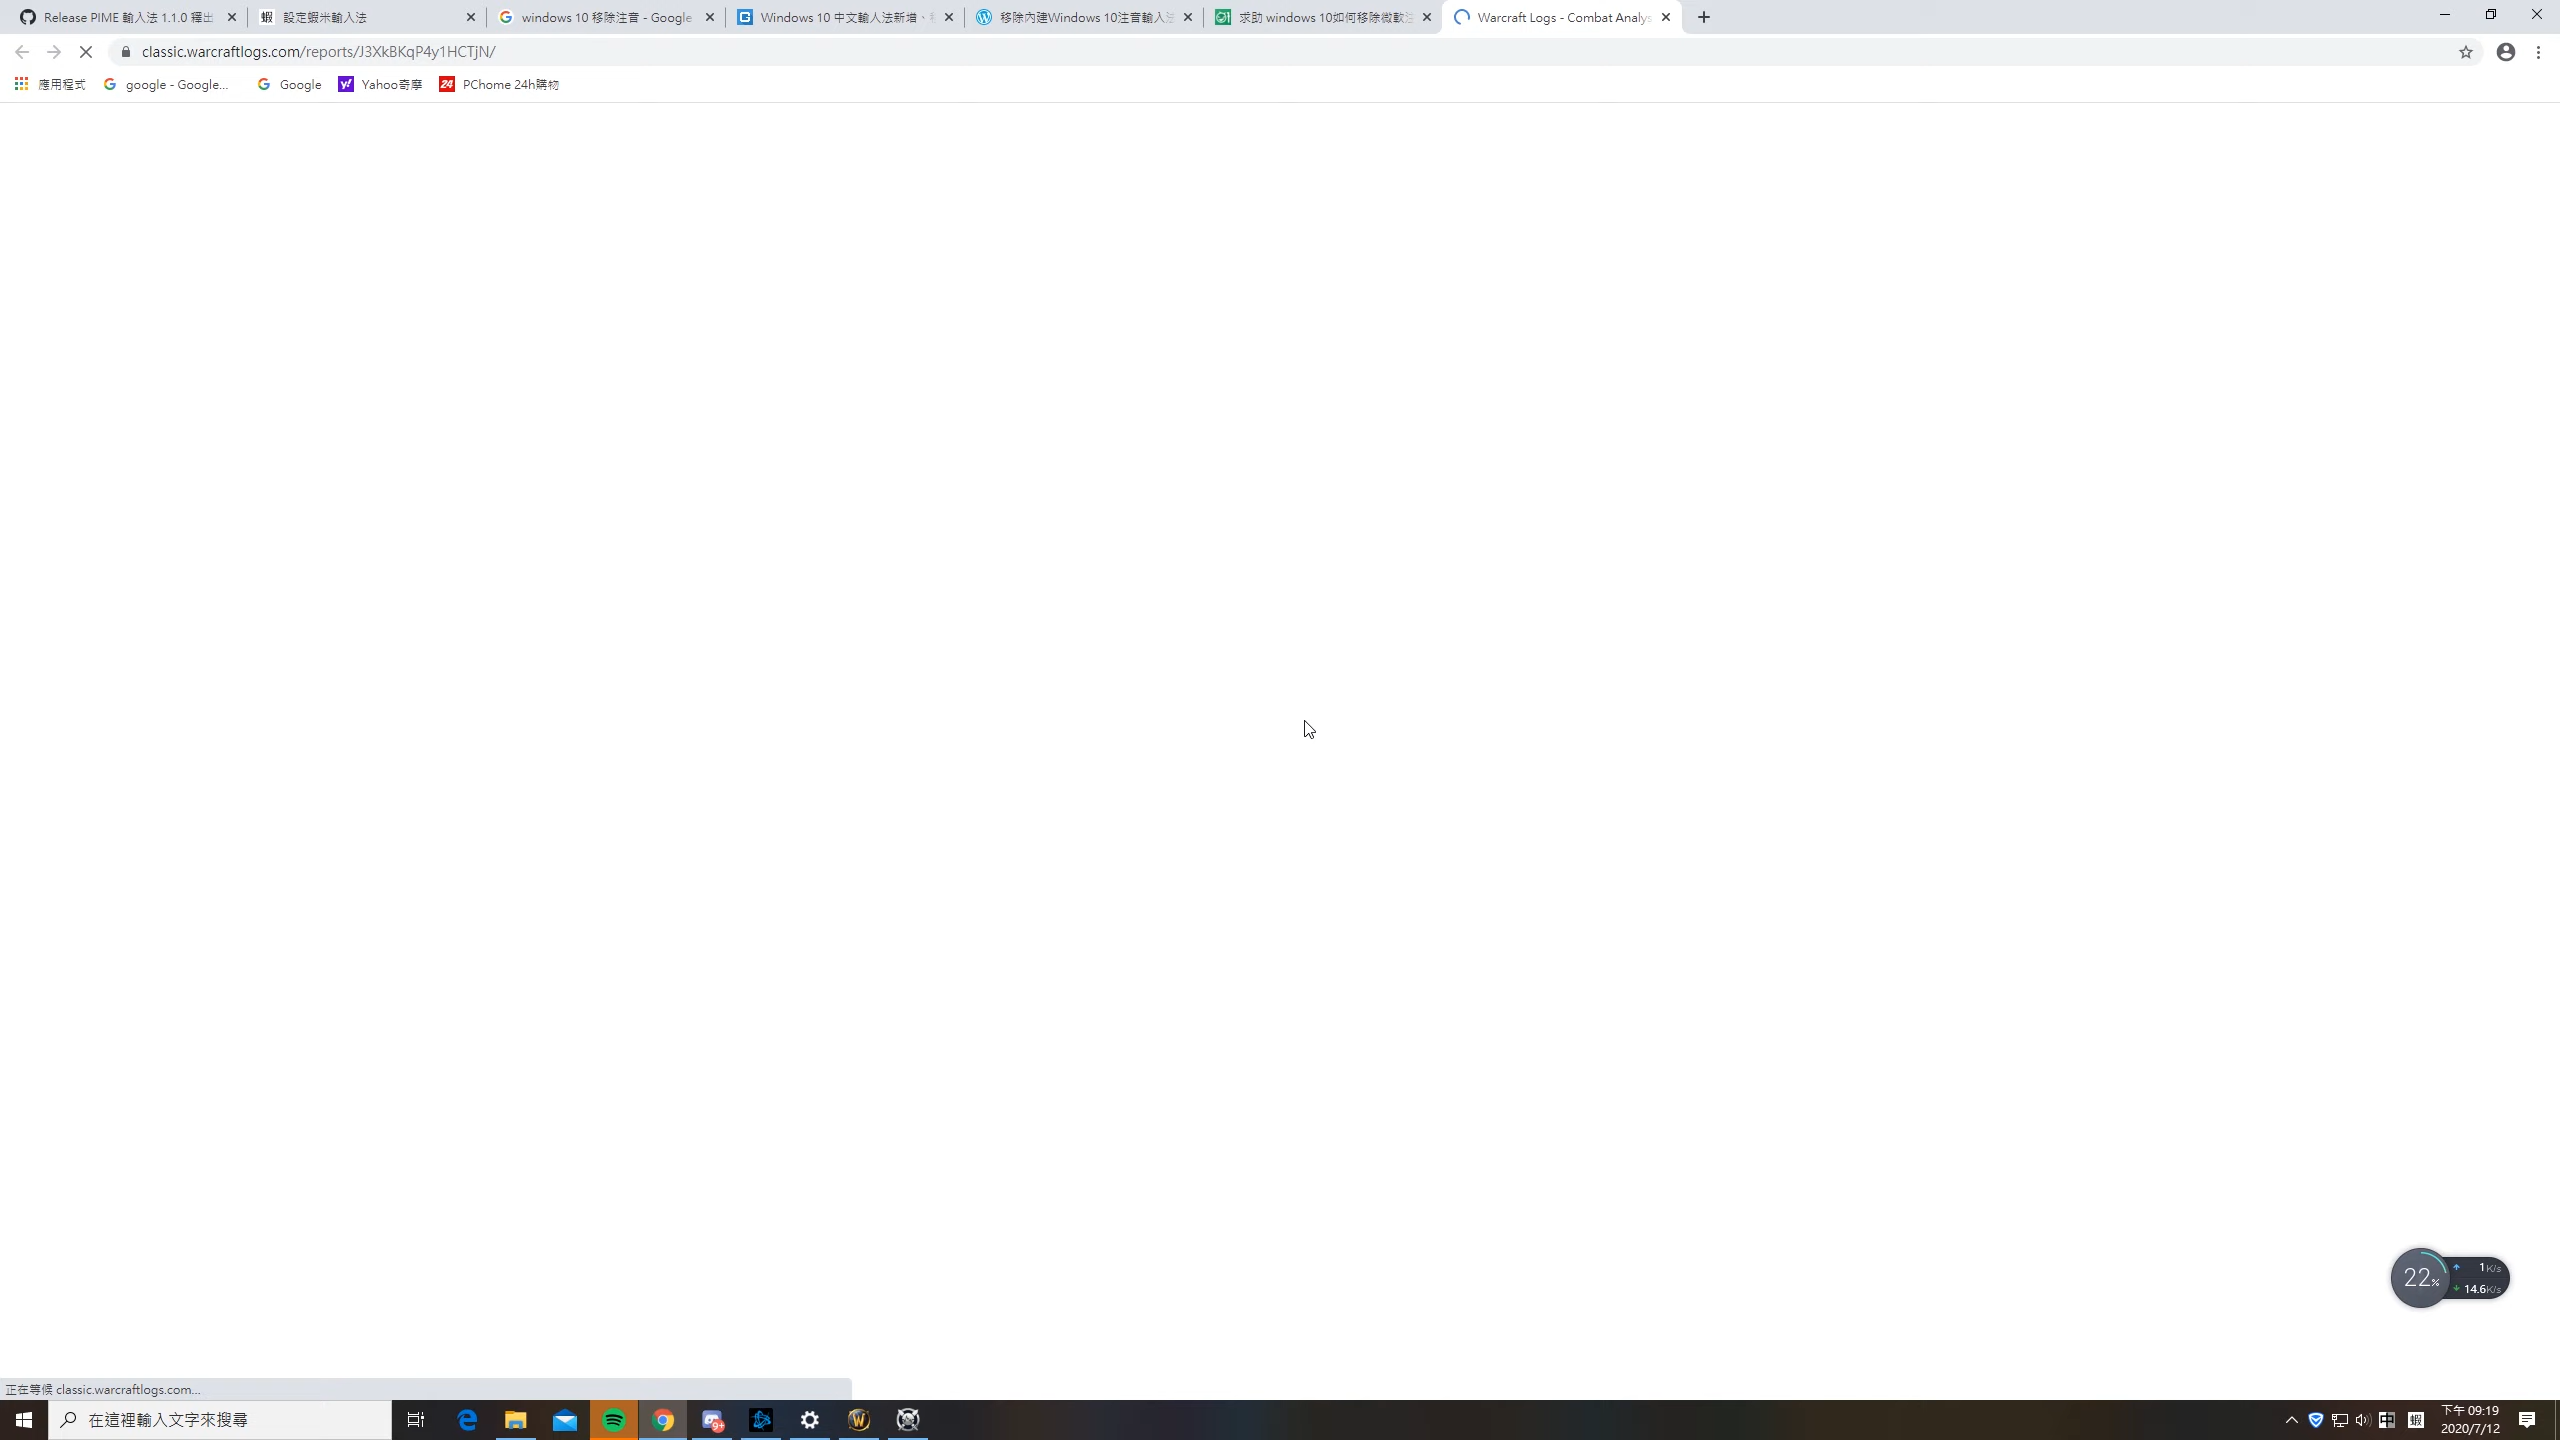 Release PIME 輸入法 1.1.0 釋出
設定蝦米輸入法
windows 10 移除注音 - Google
Windows 10 中文輸入法新增、
移除內建Windows 10注音輸入
求助 windows 10如何移除微軟
Warcraft Logs - Combat Analys
classic.warcraftlogs.com/reports/J3XkBKqP4y1HCTjN/
應用程式
google - Google...
Google
Yahoo奇摩
24
PChome 24h購物
22%
1K/s
14.6K/s
正在等候 classic.warcraftlogs.com...
在這裡輸入文字來搜尋
9+
中
蝦
下午 09:19
2020/7/12